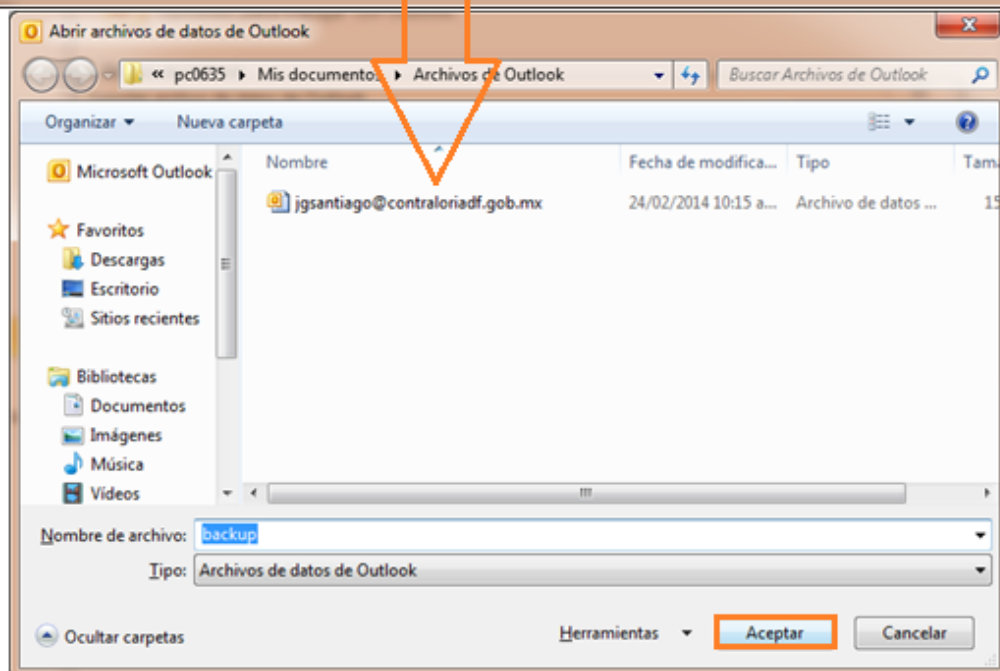 Abrir archivos de datos de Outlook
« pc0635 ▸ Mis documentos ▸ Archivos de Outlook
Buscar Archivos de Outlook
Organizar
Nueva carpeta
Microsoft Outlook
Favoritos
Descargas
Escritorio
Sitios recientes
Bibliotecas
Documentos
Imágenes
Música
Vídeos
Nombre
Fecha de modifica...
Tipo
Tam
jgsantiago@contraloriadf.gob.mx
24/02/2014 10:15 a...
Archivo de datos ...
15
Nombre de archivo: backup
Tipo: Archivos de datos de Outlook
Ocultar carpetas
Herramientas
Aceptar
Cancelar